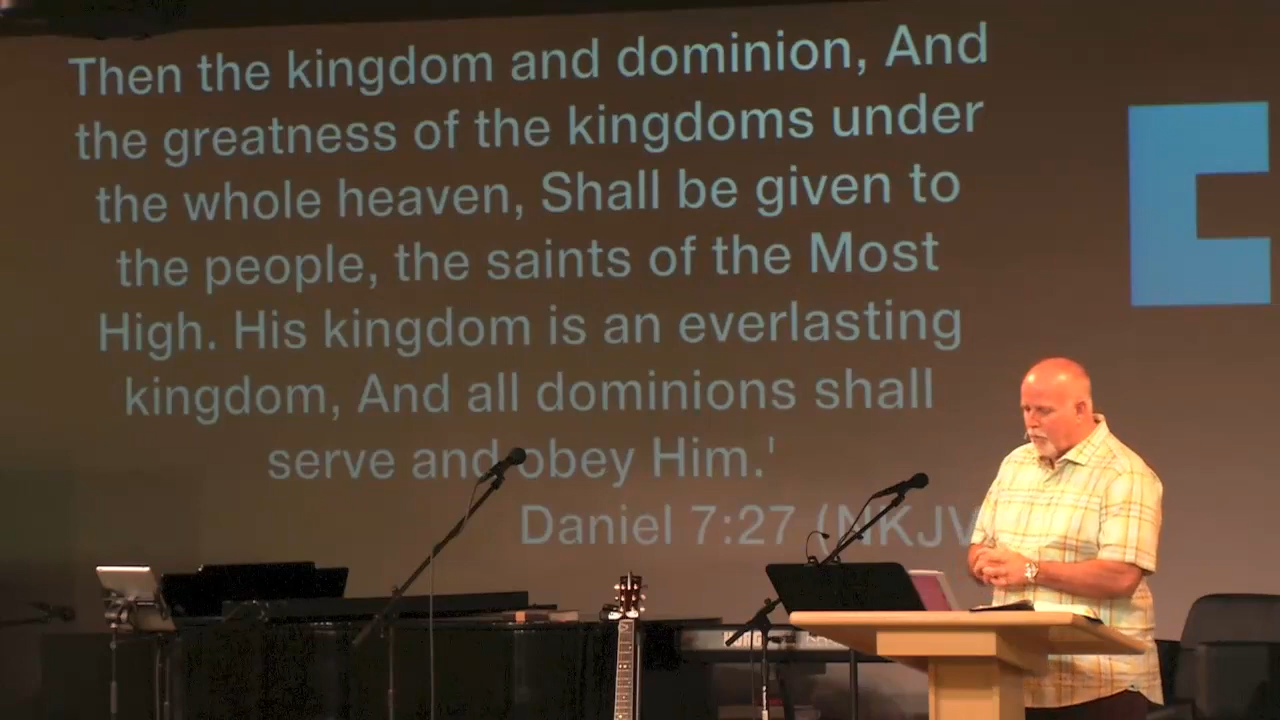 Then the kingdom and dominion, And
the greatness of the kingdoms under
the whole heaven, Shall be given to
the people, the saints of the Most
High. His kingdom is an everlasting
kingdom, And all dominions shall
serve and obey Him.'
Daniel 7:27 (NKJV